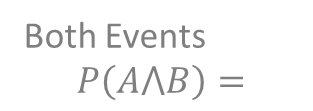 Both Events
P(A∧B) =